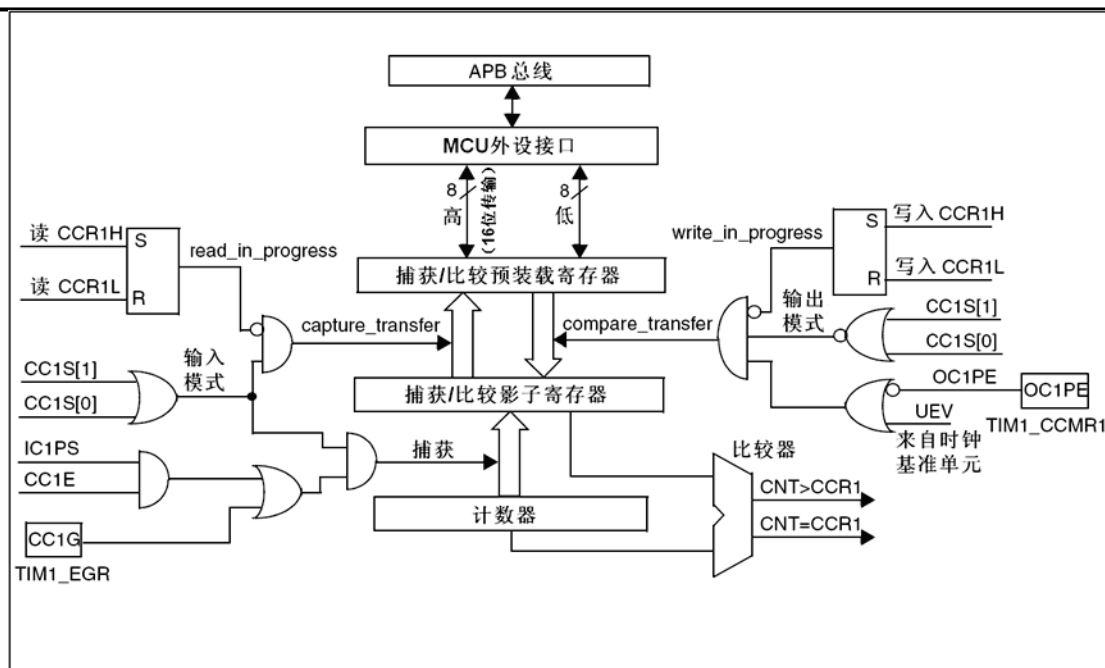 APB 总线
MCU外设接口
8
高
(16位传输)
8
低
读 CCR1H
S
read_in_progress
读 CCR1L
R
write_in_progress
S
写入 CCR1H
R
写入 CCR1L
捕获/比较预装载寄存器
capture_transfer
compare_transfer
输出
模式
CC1S[1]
CC1S[0]
输入
模式
CC1S[1]
CC1S[0]
捕获/比较影子寄存器
OC1PE
OC1PE
UEV
TIM1_CCMR1
来自时钟
基准单元
IC1PS
CC1E
捕获
比较器
CNT>CCR1
计数器
CNT=CCR1
CC1G
TIM1_EGR